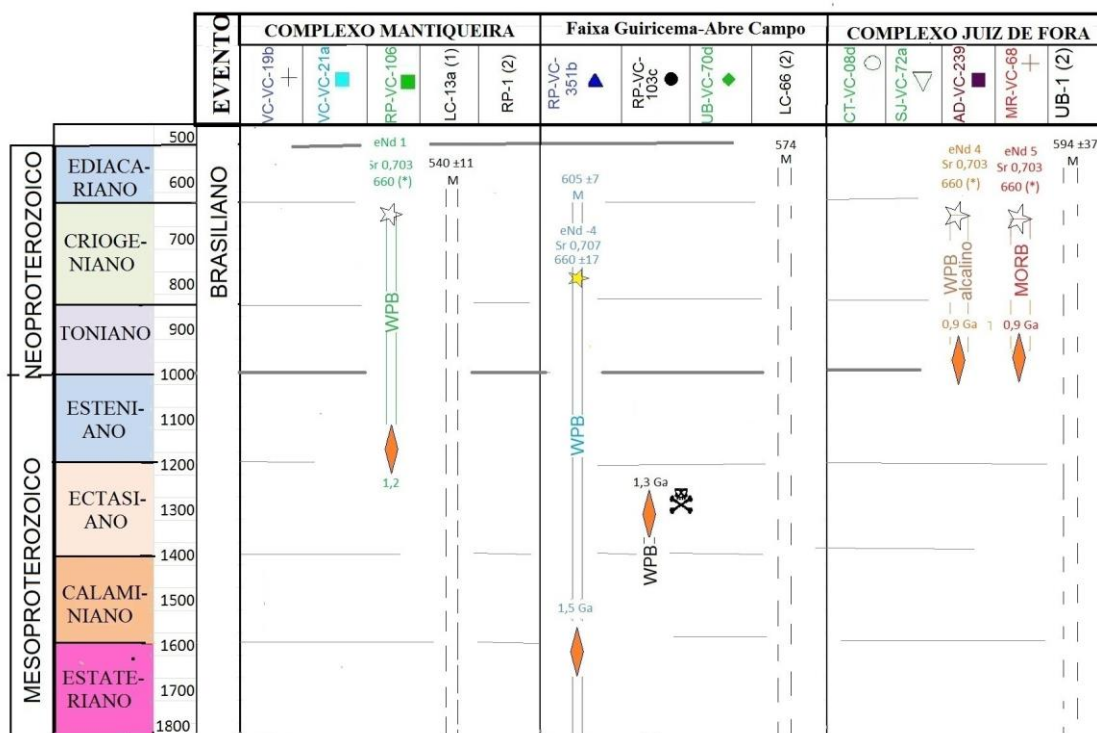 EVENTO
COMPLEXO MANTIQUEIRA
Faixa Guiricema-Abre Campo
COMPLEXO JUIZ DE FORA
VC-VC-19b
VC-VC-21a
RP-VC-106
LC-13a (1)
RP-1 (2)
RP-VC-
351b
RP-VC-
103c
UB-VC-70d
LC-66 (2)
CT-VC-08d
SJ-VC-72a
AD-VC-239
MR-VC-68
UB-1 (2)
NEOPROTEROZOICO
MESOPROTEROZOICO
EDIACA-
RIANO
CRIOGE-
NIANO
TONIANO
ESTENI-
ANO
ECTASI-
ANO
CALAMI-
NIANO
ESTATE-
RIANO
500
600
700
800
900
1000
1100
1200
1300
1400
1500
1600
1700
1800
BRASILIANO
eNd 1
Sr 0,703
660 (*)
WPB
1,2
540 ±11
M
605 ±7
M
eNd -4
Sr 0,707
660 ±17
WPB
1,5 Ga
1,3 Ga
WPB
574
M
eNd 4
Sr 0,703
660 (*)
WPB
alcalino
0,9 Ga
eNd 5
Sr 0,703
660 (*)
MORB
0,9 Ga
594 ±37
M